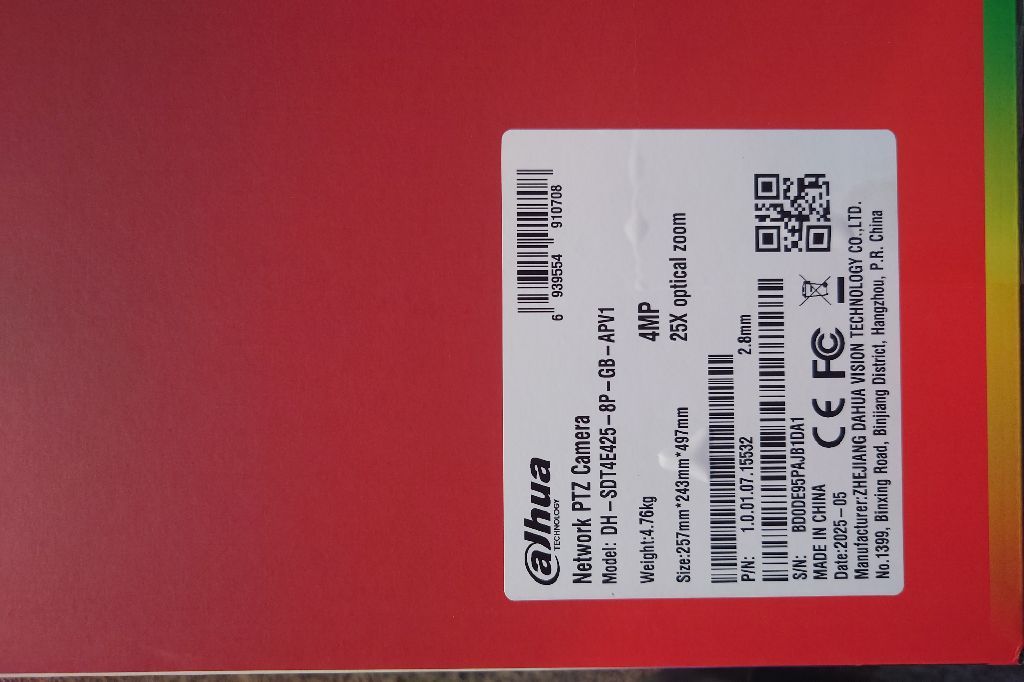 alhua
TECHNOLOGY
6 939554 910708
Network PTZ Camera
Model: DH-SDT4E425-8P-GB-APV1
Weight:4.76kg
4MP
Size:257mm*243mm*497mm
25X optical zoom
P/N: 1.0.01.07.15532
2.8mm
S/N: BD0DE95PAJB1DA1
MADE IN CHINA
CE FC
Date:2025-05
Manufacturer:ZHEJIANG DAHUA VISION TECHNOLOGY CO.,LTD.
No.1399, Binxing Road, Binjiang District, Hangzhou, P.R. China